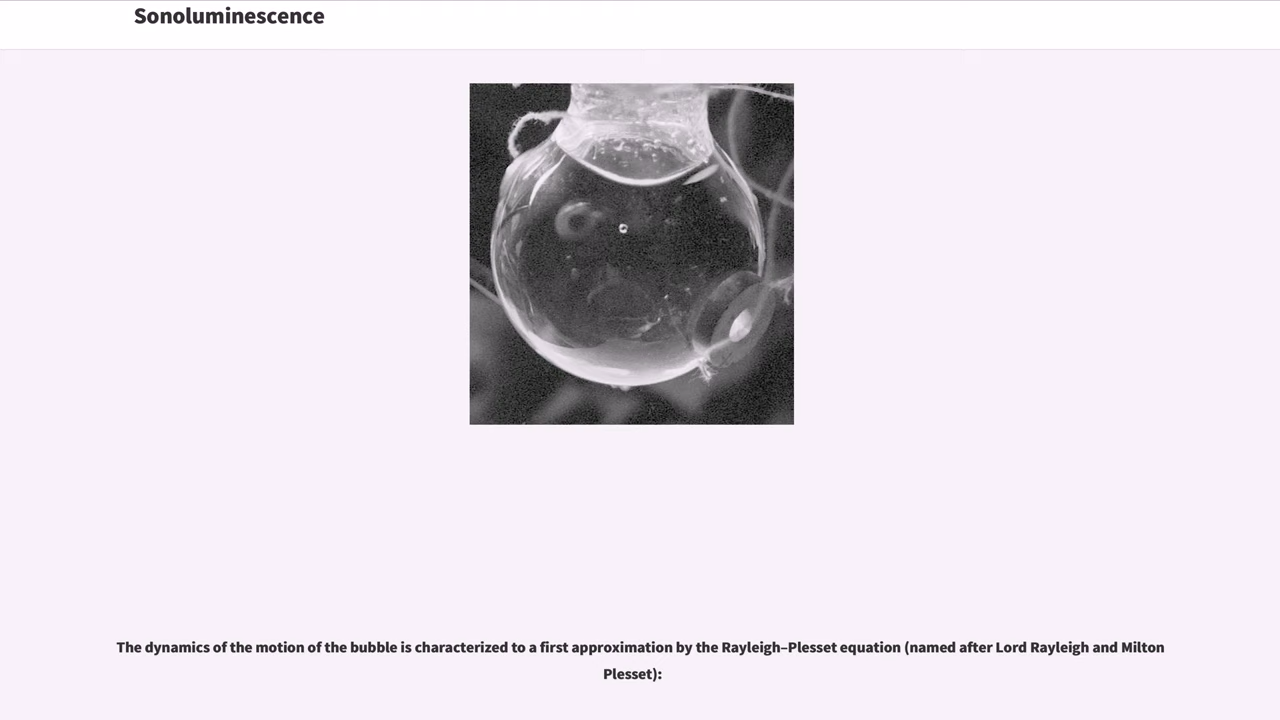 Sonoluminescence
The dynamics of the motion of the bubble is characterized to a first approximation by the Rayleigh–Plesset equation (named after Lord Rayleigh and Milton
Plesset):